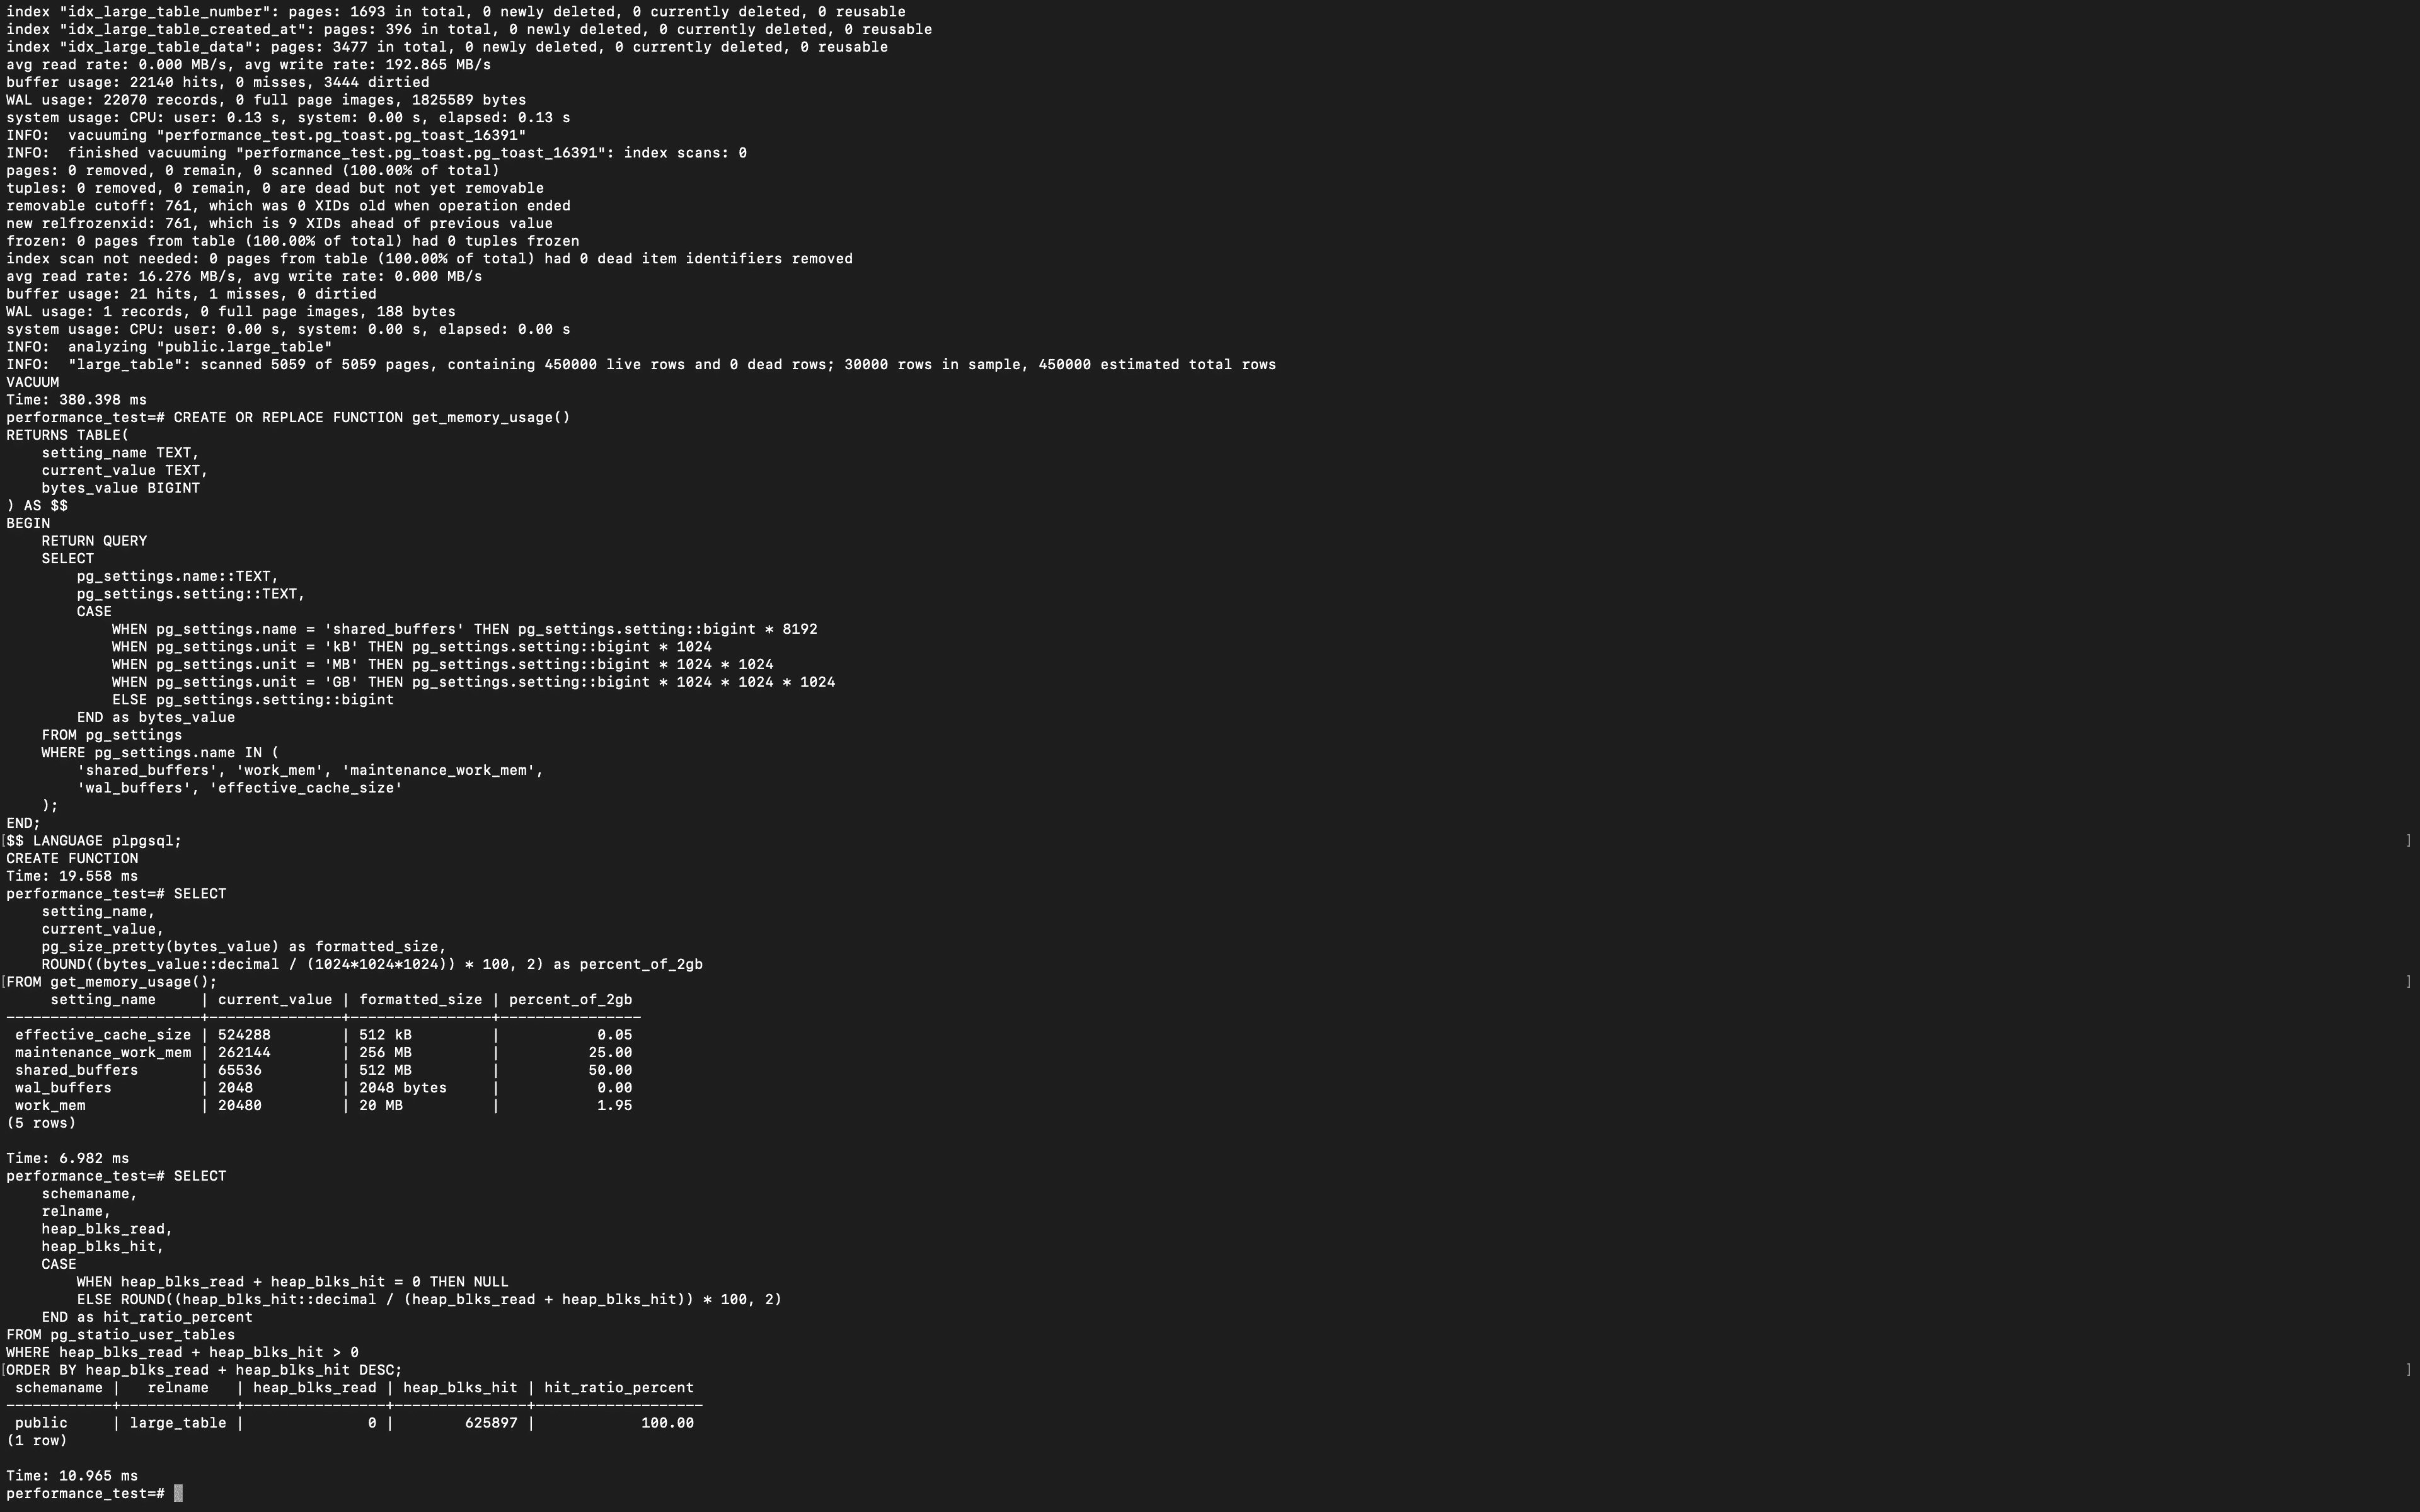 index "idx_large_table_number": pages: 1693 in total, 0 newly deleted, 0 currently deleted, 0 reusable
index "idx_large_table_created_at": pages: 396 in total, 0 newly deleted, 0 currently deleted, 0 reusable
index "idx_large_table_data": pages: 3477 in total, 0 newly deleted, 0 currently deleted, 0 reusable
avg read rate: 0.000 MB/s, avg write rate: 192.865 MB/s
buffer usage: 22140 hits, 0 misses, 3444 dirtied
WAL usage: 22070 records, 0 full page images, 1825589 bytes
system usage: CPU: user: 0.13 s, system: 0.00 s, elapsed: 0.13 s
INFO:  vacuuming "performance_test.pg_toast.pg_toast_16391"
INFO:  finished vacuuming "performance_test.pg_toast.pg_toast_16391": index scans: 0
pages: 0 removed, 0 remain, 0 scanned (100.00% of total)
tuples: 0 removed, 0 remain, 0 are dead but not yet removable
removable cutoff: 761, which was 0 XIDs old when operation ended
new relfrozenxid: 761, which is 9 XIDs ahead of previous value
frozen: 0 pages from table (100.00% of total) had 0 tuples frozen
index scan not needed: 0 pages from table (100.00% of total) had 0 dead item identifiers removed
avg read rate: 16.276 MB/s, avg write rate: 0.000 MB/s
buffer usage: 21 hits, 1 misses, 0 dirtied
WAL usage: 1 records, 0 full page images, 188 bytes
system usage: CPU: user: 0.00 s, system: 0.00 s, elapsed: 0.00 s
INFO:  analyzing "public.large_table"
INFO:  "large_table": scanned 5059 of 5059 pages, containing 450000 live rows and 0 dead rows; 30000 rows in sample, 450000 estimated total rows
VACUUM
Time: 380.398 ms
performance_test=# CREATE OR REPLACE FUNCTION get_memory_usage()
RETURNS TABLE(
    setting_name TEXT,
    current_value TEXT,
    bytes_value BIGINT
) AS $$
BEGIN
    RETURN QUERY
    SELECT
        pg_settings.name::TEXT,
        pg_settings.setting::TEXT,
        CASE
            WHEN pg_settings.name = 'shared_buffers' THEN pg_settings.setting::bigint * 8192
            WHEN pg_settings.unit = 'kB' THEN pg_settings.setting::bigint * 1024
            WHEN pg_settings.unit = 'MB' THEN pg_settings.setting::bigint * 1024 * 1024
            WHEN pg_settings.unit = 'GB' THEN pg_settings.setting::bigint * 1024 * 1024 * 1024
            ELSE pg_settings.setting::bigint
        END as bytes_value
    FROM pg_settings
    WHERE pg_settings.name IN (
        'shared_buffers', 'work_mem', 'maintenance_work_mem',
        'wal_buffers', 'effective_cache_size'
    );
END;
[$$ LANGUAGE plpgsql; ]
CREATE FUNCTION
Time: 19.558 ms
performance_test=# SELECT
    setting_name,
    current_value,
    pg_size_pretty(bytes_value) as formatted_size,
    ROUND((bytes_value::decimal / (1024*1024*1024)) * 100, 2) as percent_of_2gb
[FROM get_memory_usage(); ]
     setting_name     | current_value | formatted_size | percent_of_2gb
----------------------+---------------+----------------+----------------
 effective_cache_size | 524288        | 512 kB         |           0.05
 maintenance_work_mem | 262144        | 256 MB         |          25.00
 shared_buffers       | 65536         | 512 MB         |          50.00
 wal_buffers          | 2048          | 2048 bytes     |           0.00
 work_mem             | 20480         | 20 MB          |           1.95
(5 rows)

Time: 6.982 ms
performance_test=# SELECT
    schemaname,
    relname,
    heap_blks_read,
    heap_blks_hit,
    CASE
        WHEN heap_blks_read + heap_blks_hit = 0 THEN NULL
        ELSE ROUND((heap_blks_hit::decimal / (heap_blks_read + heap_blks_hit)) * 100, 2)
    END as hit_ratio_percent
FROM pg_statio_user_tables
WHERE heap_blks_read + heap_blks_hit > 0
[ORDER BY heap_blks_read + heap_blks_hit DESC; ]
 schemaname |   relname   | heap_blks_read | heap_blks_hit | hit_ratio_percent
------------+-------------+----------------+---------------+-------------------
 public     | large_table |              0 |        625897 |            100.00
(1 row)

Time: 10.965 ms
performance_test=#